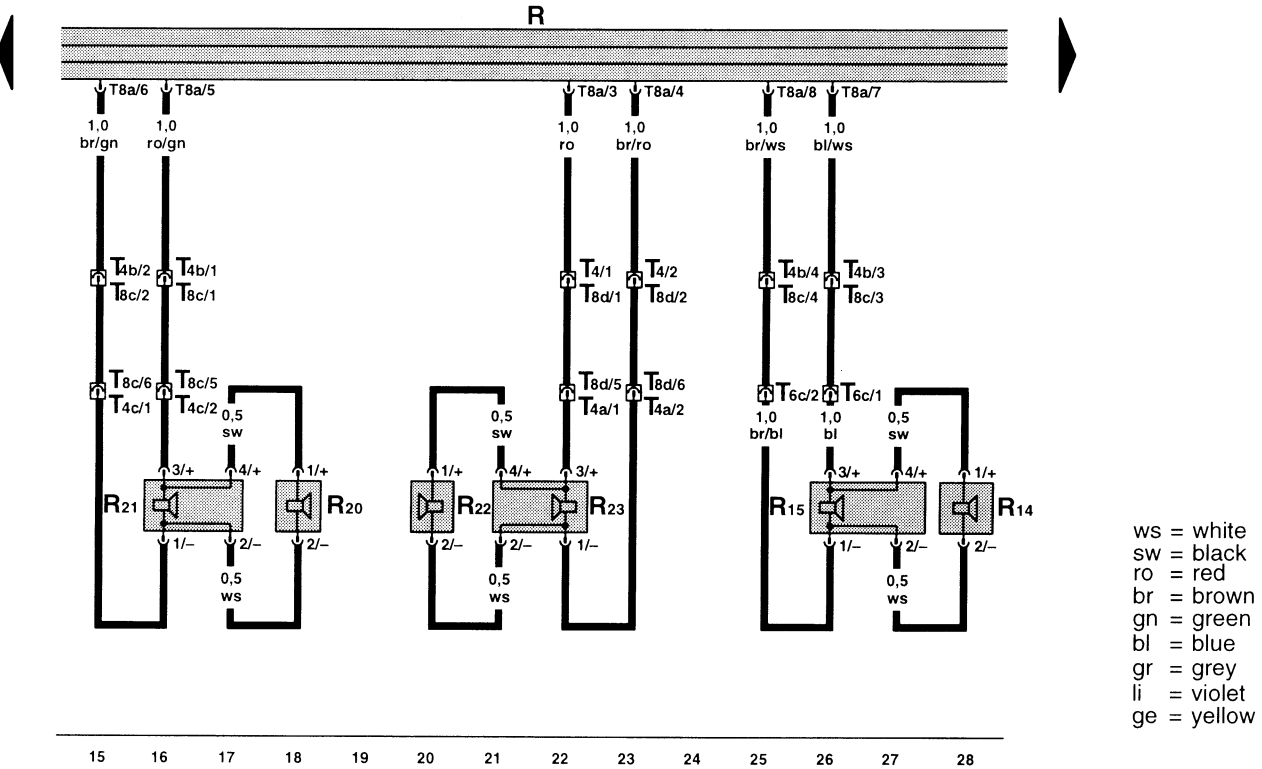 R
T8a/6 T8a/5 T8a/3 T8a/4 T8a/8 T8a/7
1,0 1,0 1,0 1,0 1,0 1,0
br/gn ro/gn ro br/ro br/ws bl/ws
T4b/2 T4b/1 T4/1 T4/2 T4b/4 T4b/3
T8c/2 T8c/1 T8d/1 T8d/2 T8c/4 T8c/3
T8c/6 T8c/5 T8d/5 T8d/6 T6c/2 T6c/1
T4c/1 T4c/2 T4a/1 T4a/2
0,5 0,5 1,0 1,0 0,5
sw sw br/bl bl sw
3/+ 4/+ 1/+ 1/+ 4/+ 3/+ 3/+ 4/+ 1/+
R21 R20 R22 R23 R15 R14
1/– 2/– 2/– 2/– 2/– 1/– 1/– 2/– 2/–
0,5 0,5 0,5
ws ws ws
ws = white
sw = black
ro = red
br = brown
gn = green
bl = blue
gr = grey
li = violet
ge = yellow
15 16 17 18 19 20 21 22 23 24 25 26 27 28